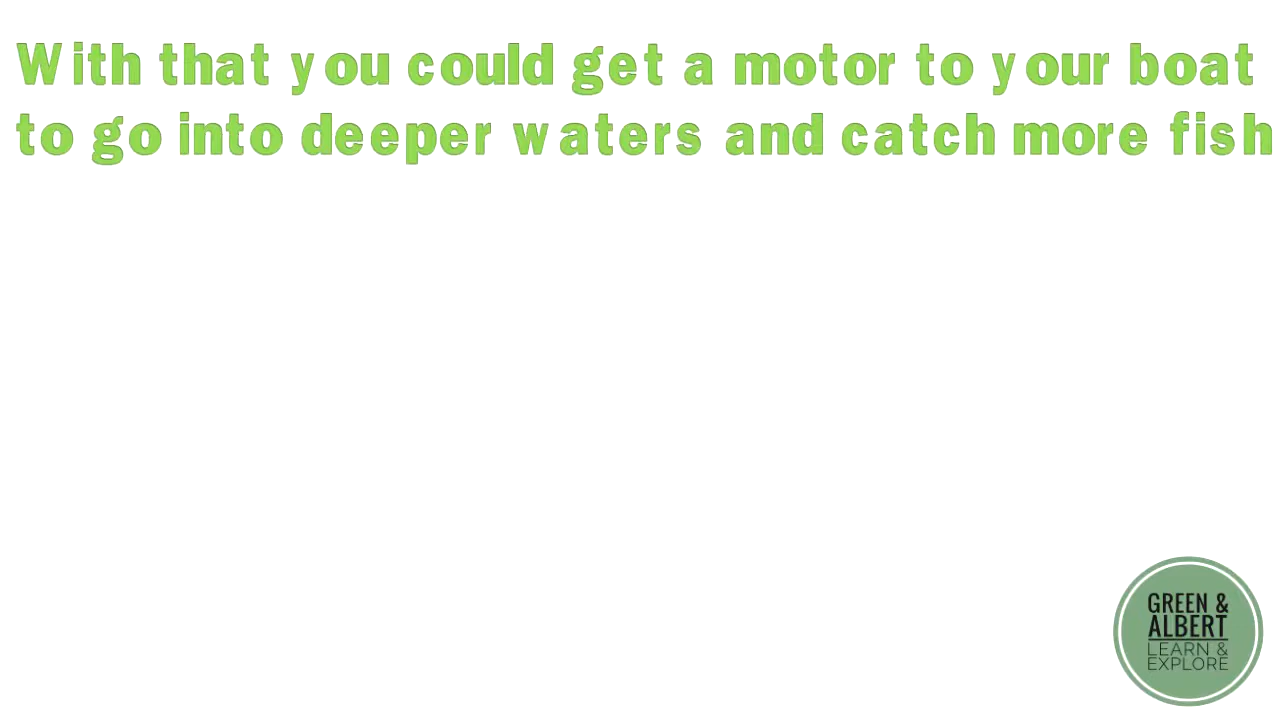 With that you could get a motor to your boat
to go into deeper waters and catch more fish
GREEN &
ALBERT
LEARN &
EXPLORE